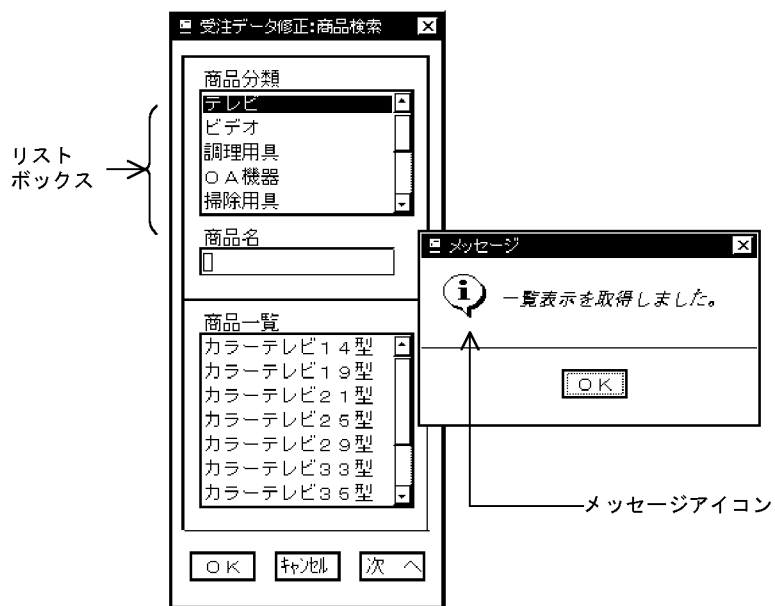 受注データ修正:商品検索
商品分類
テレビ
ビデオ
調理用具
OA機器
掃除用具
リスト
ボックス
商品名
商品一覧
カラーテレビ14型
カラーテレビ19型
カラーテレビ21型
カラーテレビ25型
カラーテレビ29型
カラーテレビ33型
カラーテレビ35型
OK
キャンセル
次 へ
メッセージ
一覧表示を取得しました。
OK
メッセージアイコン